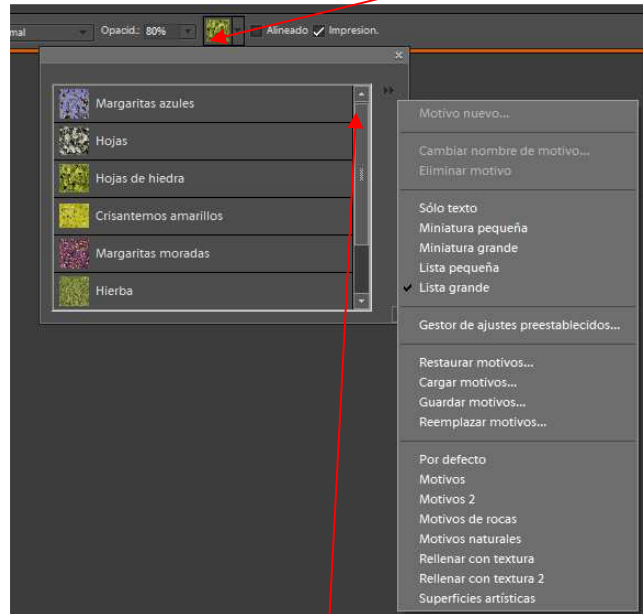 mal Opacid.: 80% Alineado Impresion.
Margaritas azules
Hojas
Hojas de hiedra
Crisantemos amarillos
Margaritas moradas
Hierba
Motivo nuevo...
Cambiar nombre de motivo...
Eliminar motivo
Sólo texto
Miniatura pequeña
Miniatura grande
Lista pequeña
Lista grande
Gestor de ajustes preestablecidos...
Restaurar motivos...
Cargar motivos...
Guardar motivos...
Reemplazar motivos...
Por defecto
Motivos
Motivos 2
Motivos de rocas
Motivos naturales
Rellenar con textura
Rellenar con textura 2
Superficies artísticas